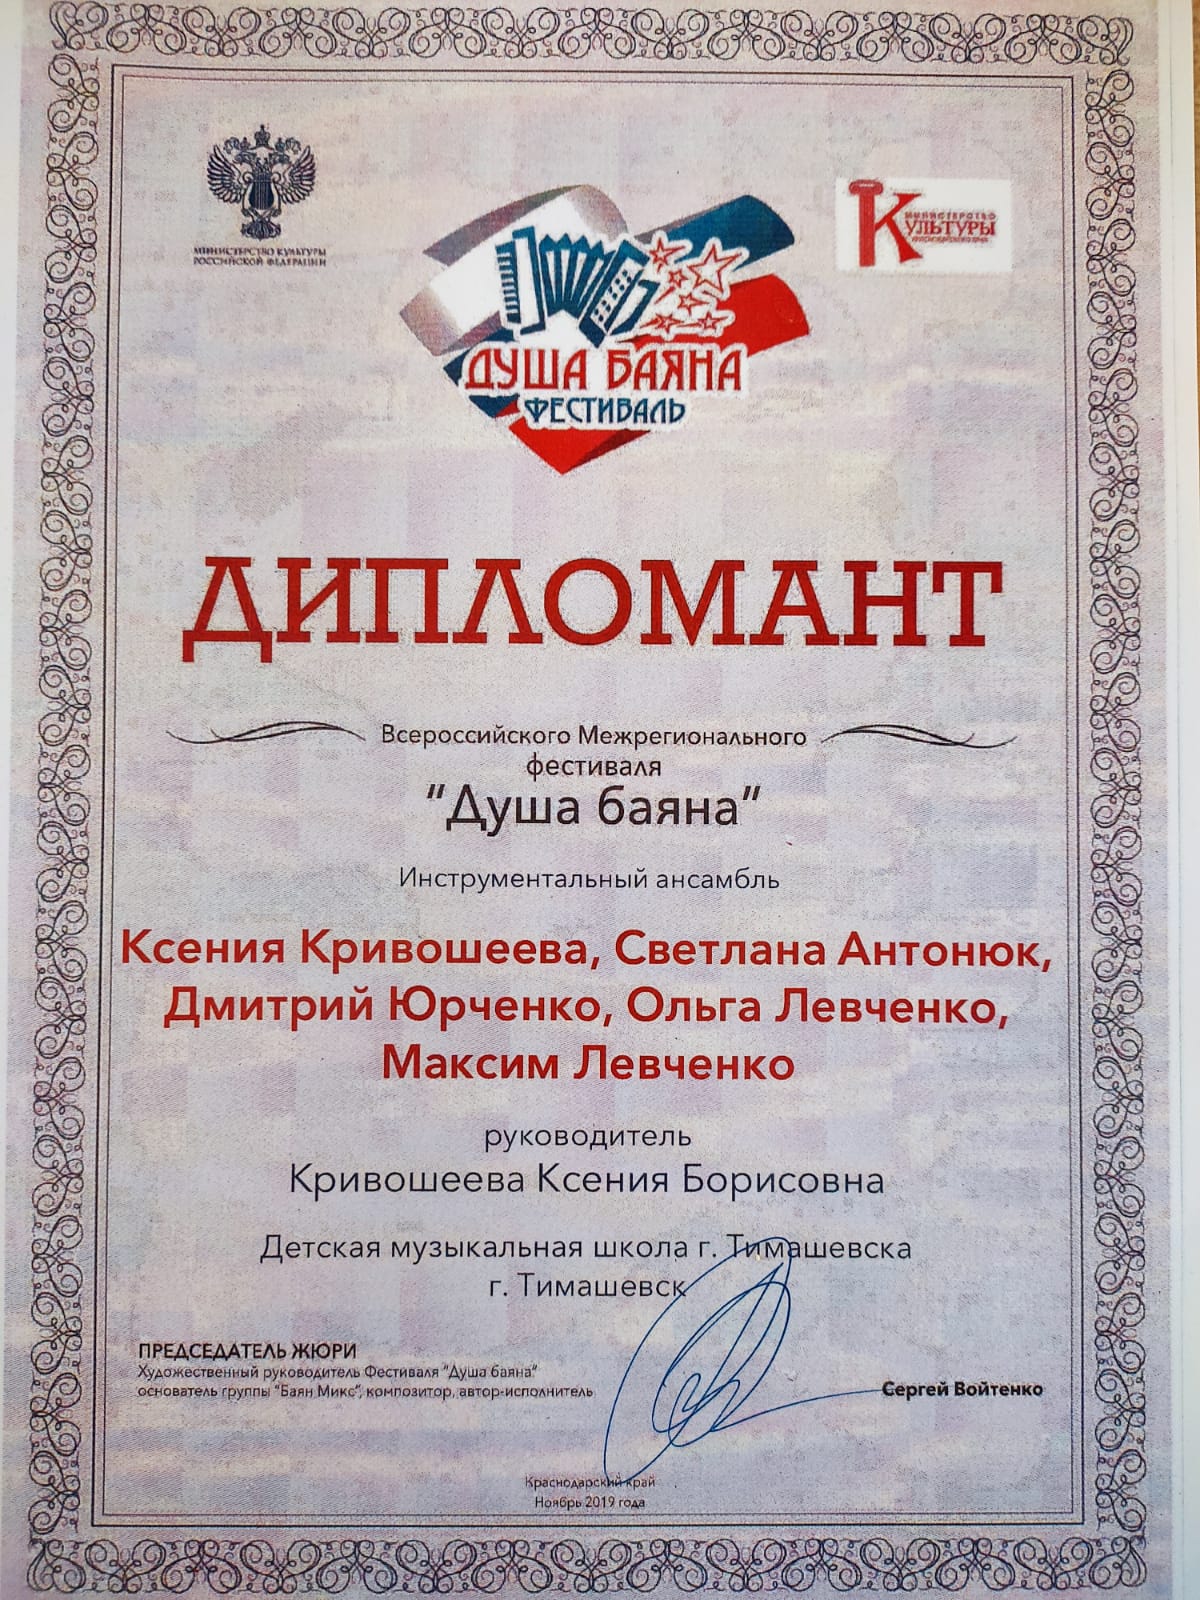 МИНИСТЕРСТВО КУЛЬТУРЫ
РОССИЙСКОЙ ФЕДЕРАЦИИ
МИНИСТЕРСТВО
КУЛЬТУРЫ
КРАСНОДАРСКОГО КРАЯ
ДУША БАЯНА
ФЕСТИВАЛЬ
ДИПЛОМАНТ
Всероссийского Межрегионального
фестиваля
“Душа баяна”
Инструментальный ансамбль
Ксения Кривошеева, Светлана Антонюк,
Дмитрий Юрченко, Ольга Левченко,
Максим Левченко
руководитель
Кривошеева Ксения Борисовна
Детская музыкальная школа г. Тимашевска
г. Тимашевск
ПРЕДСЕДАТЕЛЬ ЖЮРИ
Художественный руководитель Фестиваля “Душа баяна”
основатель группы “Баян Микс”, композитор, автор-исполнитель
Сергей Войтенко
Краснодарский край
Ноябрь 2019 года